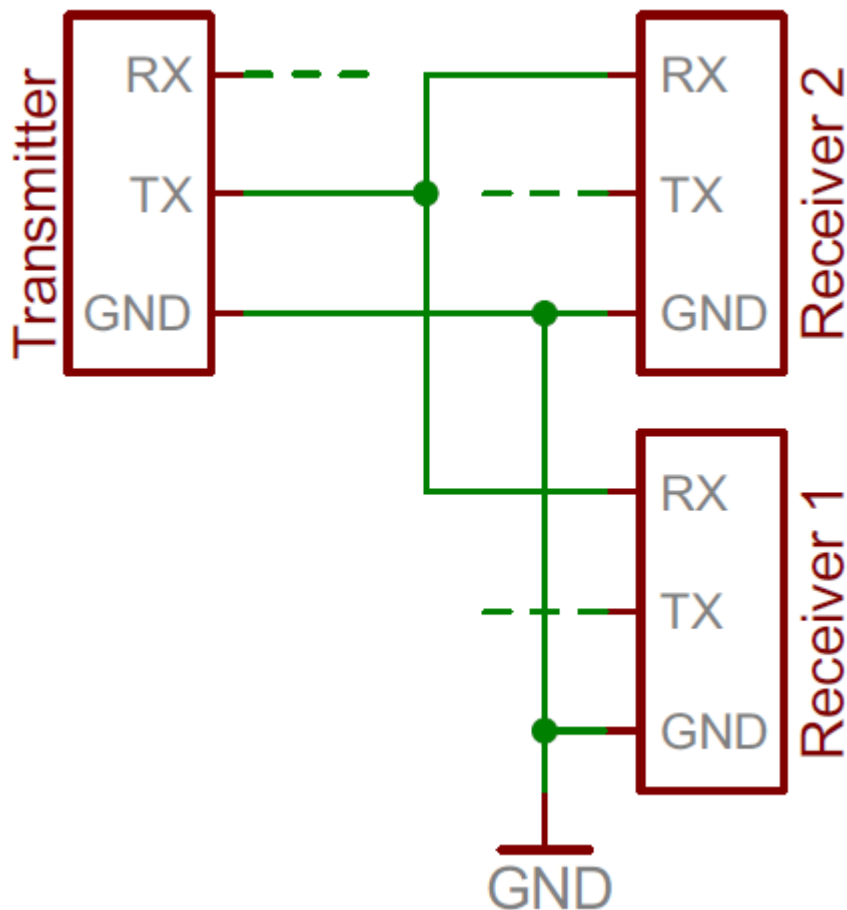 Transmitter
RX
TX
GND
RX
TX
GND
Receiver 2
RX
TX
GND
Receiver 1
GND